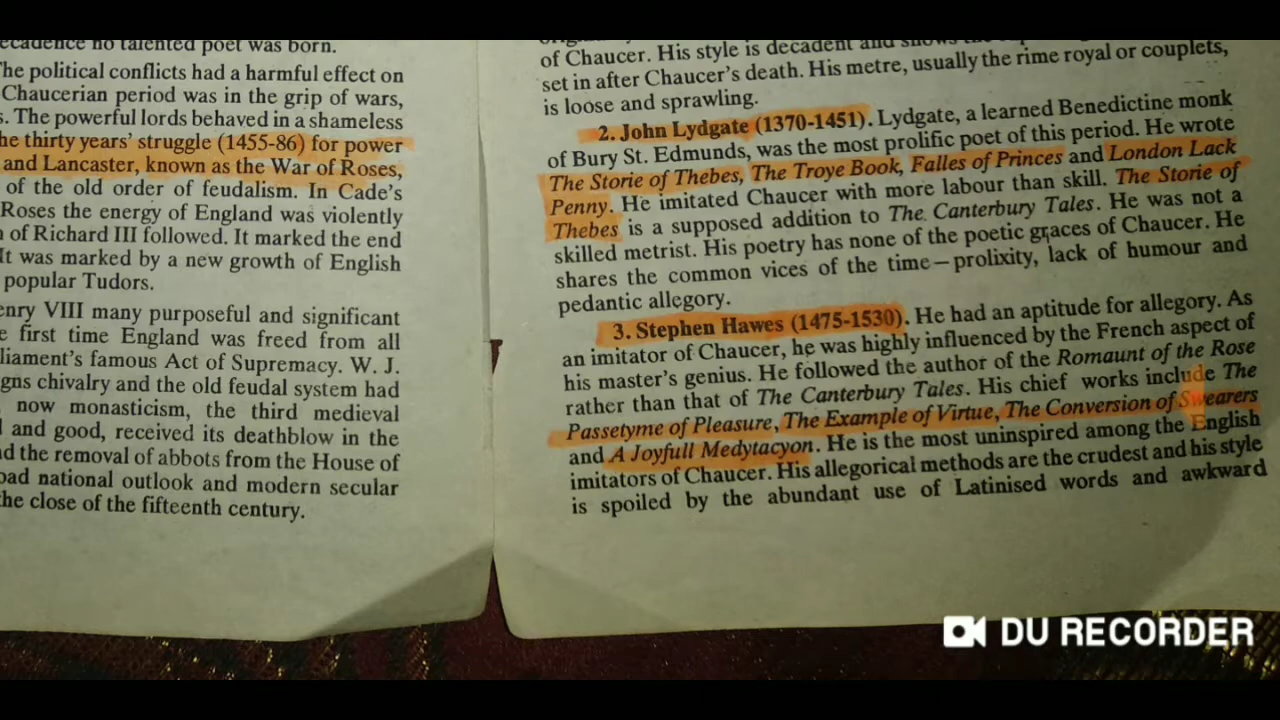 ecadence no talented poet was born.
The political conflicts had a harmful effect on
Chaucerian period was in the grip of wars,
s. The powerful lords behaved in a shameless
he thirty years' struggle (1455-86) for power
and Lancaster, known as the War of Roses,
of the old order of feudalism. In Cade's
Roses the energy of England was violently
n of Richard III followed. It marked the end
It was marked by a new growth of English
popular Tudors.
enry VIII many purposeful and significant
e first time England was freed from all
liament's famous Act of Supremacy. W. J.
gns chivalry and the old feudal system had
now monasticism, the third medieval
l and good, received its deathblow in the
nd the removal of abbots from the House of
oad national outlook and modern secular
the close of the fifteenth century.
of Chaucer. His style is decadent and shows the
set in after Chaucer's death. His metre, usually the rime royal or couplets,
is loose and sprawling.
2. John Lydgate (1370-1451). Lydgate, a learned Benedictine monk
of Bury St. Edmunds, was the most prolific poet of this period. He wrote
The Storie of Thebes, The Troye Book, Falles of Princes and London Lack
Penny. He imitated Chaucer with more labour than skill. The Storie of
Thebes is a supposed addition to The Canterbury Tales. He was not a
skilled metrist. His poetry has none of the poetic graces of Chaucer. He
shares the common vices of the time—prolixity, lack of humour and
pedantic allegory.
3. Stephen Hawes (1475-1530). He had an aptitude for allegory. As
an imitator of Chaucer, he was highly influenced by the French aspect of
his master's genius. He followed the author of the Romaunt of the Rose
rather than that of The Canterbury Tales. His chief works include The
Passetyme of Pleasure, The Example of Virtue, The Conversion of Swearers
and A Joyfull Medytacyon. He is the most uninspired among the English
imitators of Chaucer. His allegorical methods are the crudest and his style
is spoiled by the abundant use of Latinised words and awkward
DU RECORDER